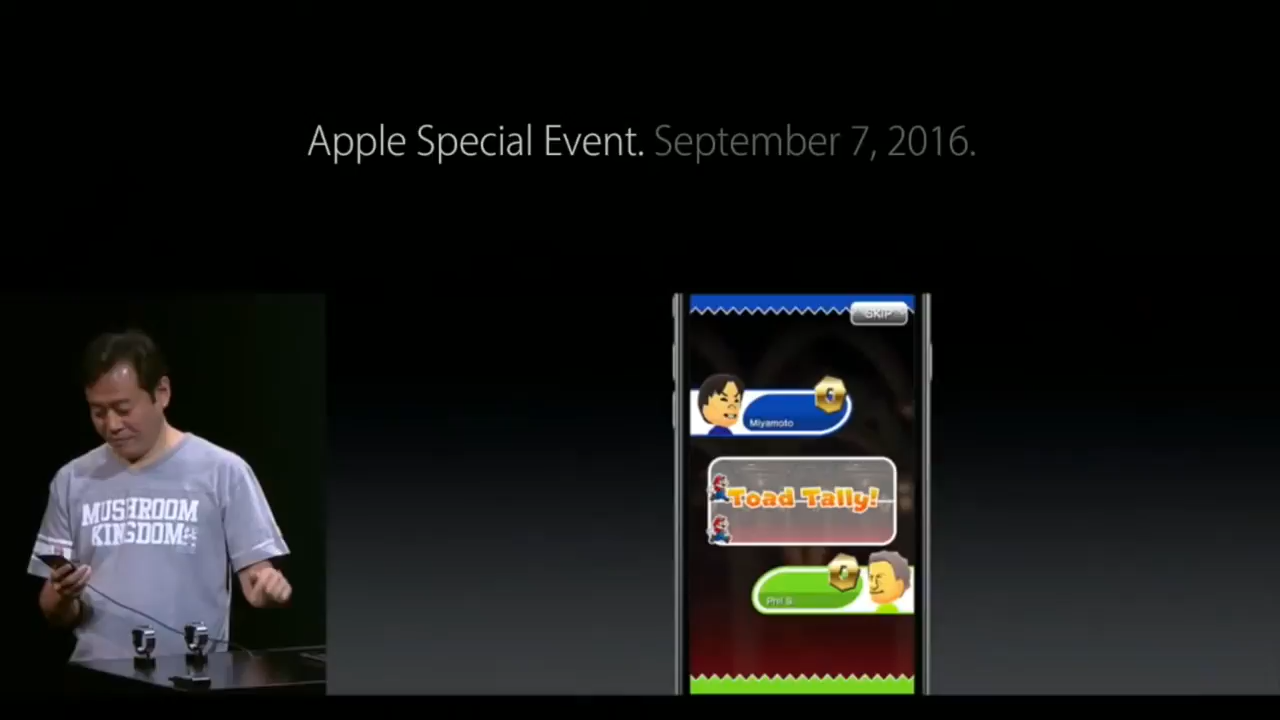 Apple Special Event. September 7, 2016.
SKIP
Miyamoto
Toad Tally!
Phil S.
MUSHROOM
KINGDOM